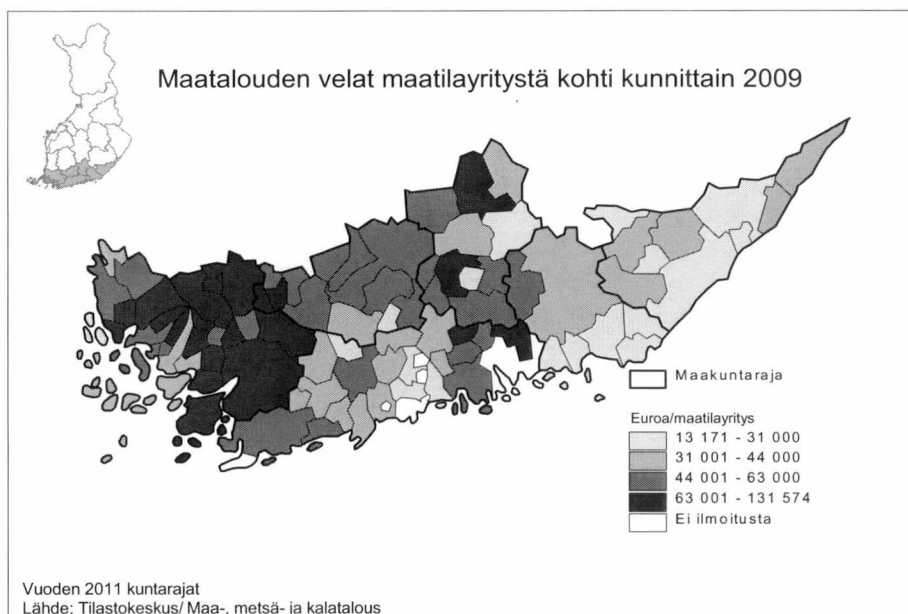 Maatalouden velat maatilayritystä kohti kunnittain 2009
Maakuntaraja
Euroa/maatilayritys
13 171 - 31 000
31 001 - 44 000
44 001 - 63 000
63 001 - 131 574
Ei ilmoitusta
Vuoden 2011 kuntarajat
Lähde: Tilastokeskus/ Maa-, metsä- ja kalatalous